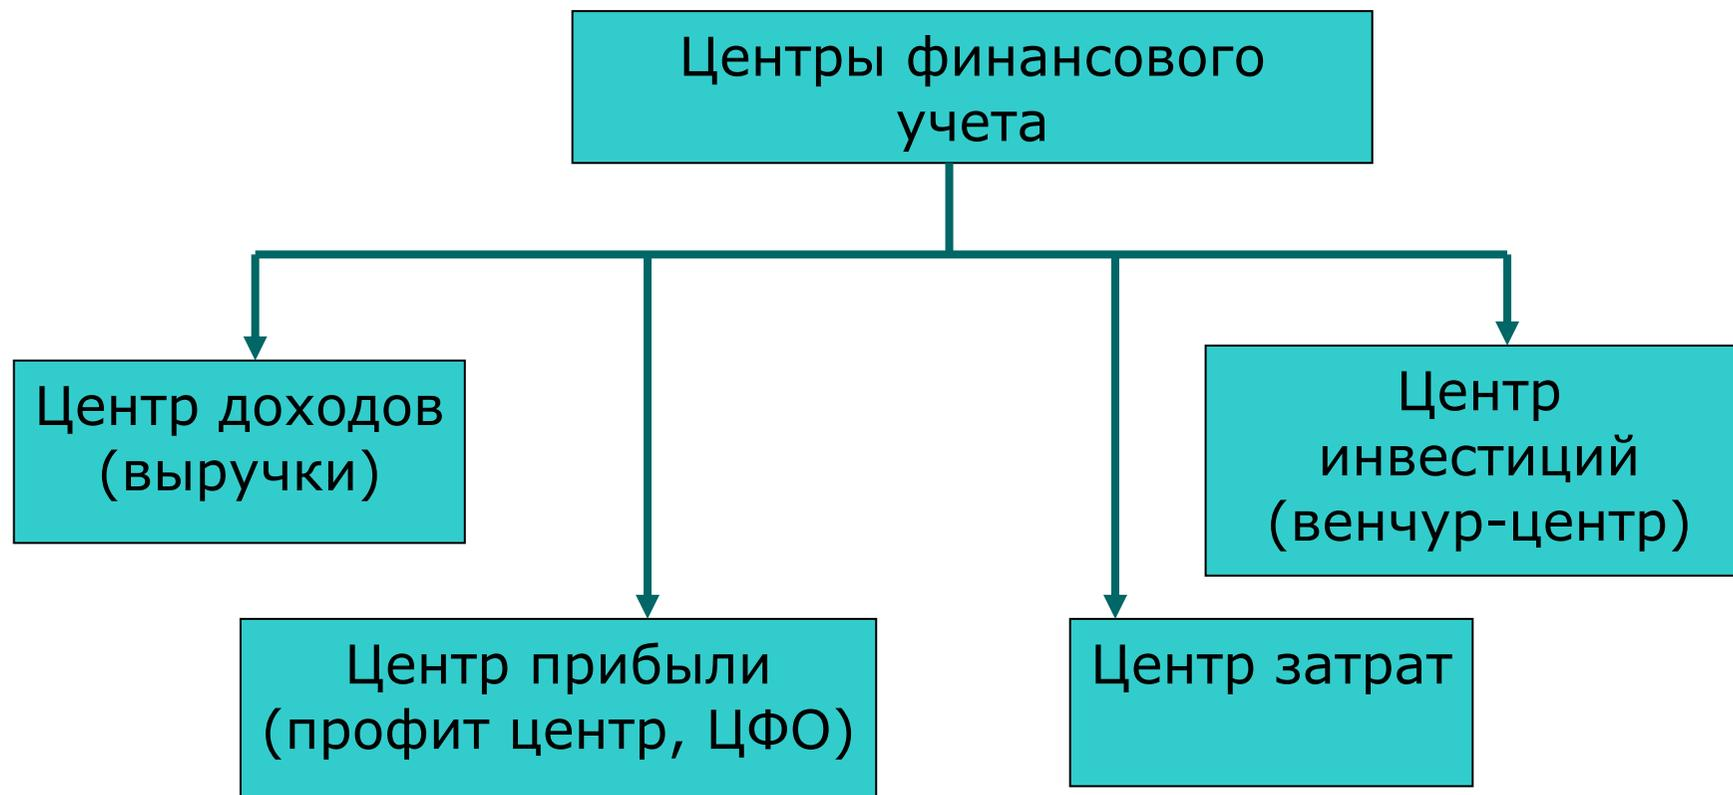 Центры финансового
учета
Центр доходов
(выручки)
Центр
инвестиций
(венчур-центр)
Центр прибыли
(профит центр, ЦФО)
Центр затрат